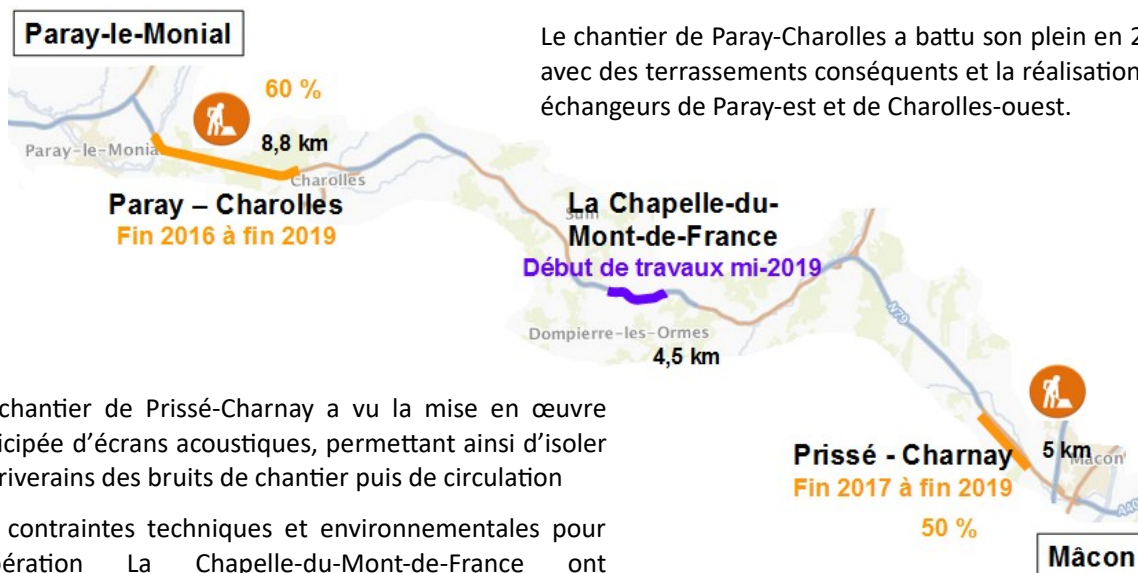 Paray-le-Monial
Le chantier de Paray-Charolles a battu son plein en 2
avec des terrassements conséquents et la réalisation
échangeurs de Paray-est et de Charolles-ouest.
60 %
8,8 km
Paray-le-Monia
Charolles
Paray – Charolles
Fin 2016 à fin 2019
La Chapelle-du-
Mont-de-France
Début de travaux mi-2019
Dompierre-les-Ormes
4,5 km
N79
chantier de Prissé-Charnay a vu la mise en œuvre
icipée d'écrans acoustiques, permettant ainsi d'isoler
riverains des bruits de chantier puis de circulation
contraintes techniques et environnementales pour
pération La Chapelle-du-Mont-de-France ont
Prissé - Charnay
Fin 2017 à fin 2019
50 %
5 km
Mâcon
A40
Mâcon